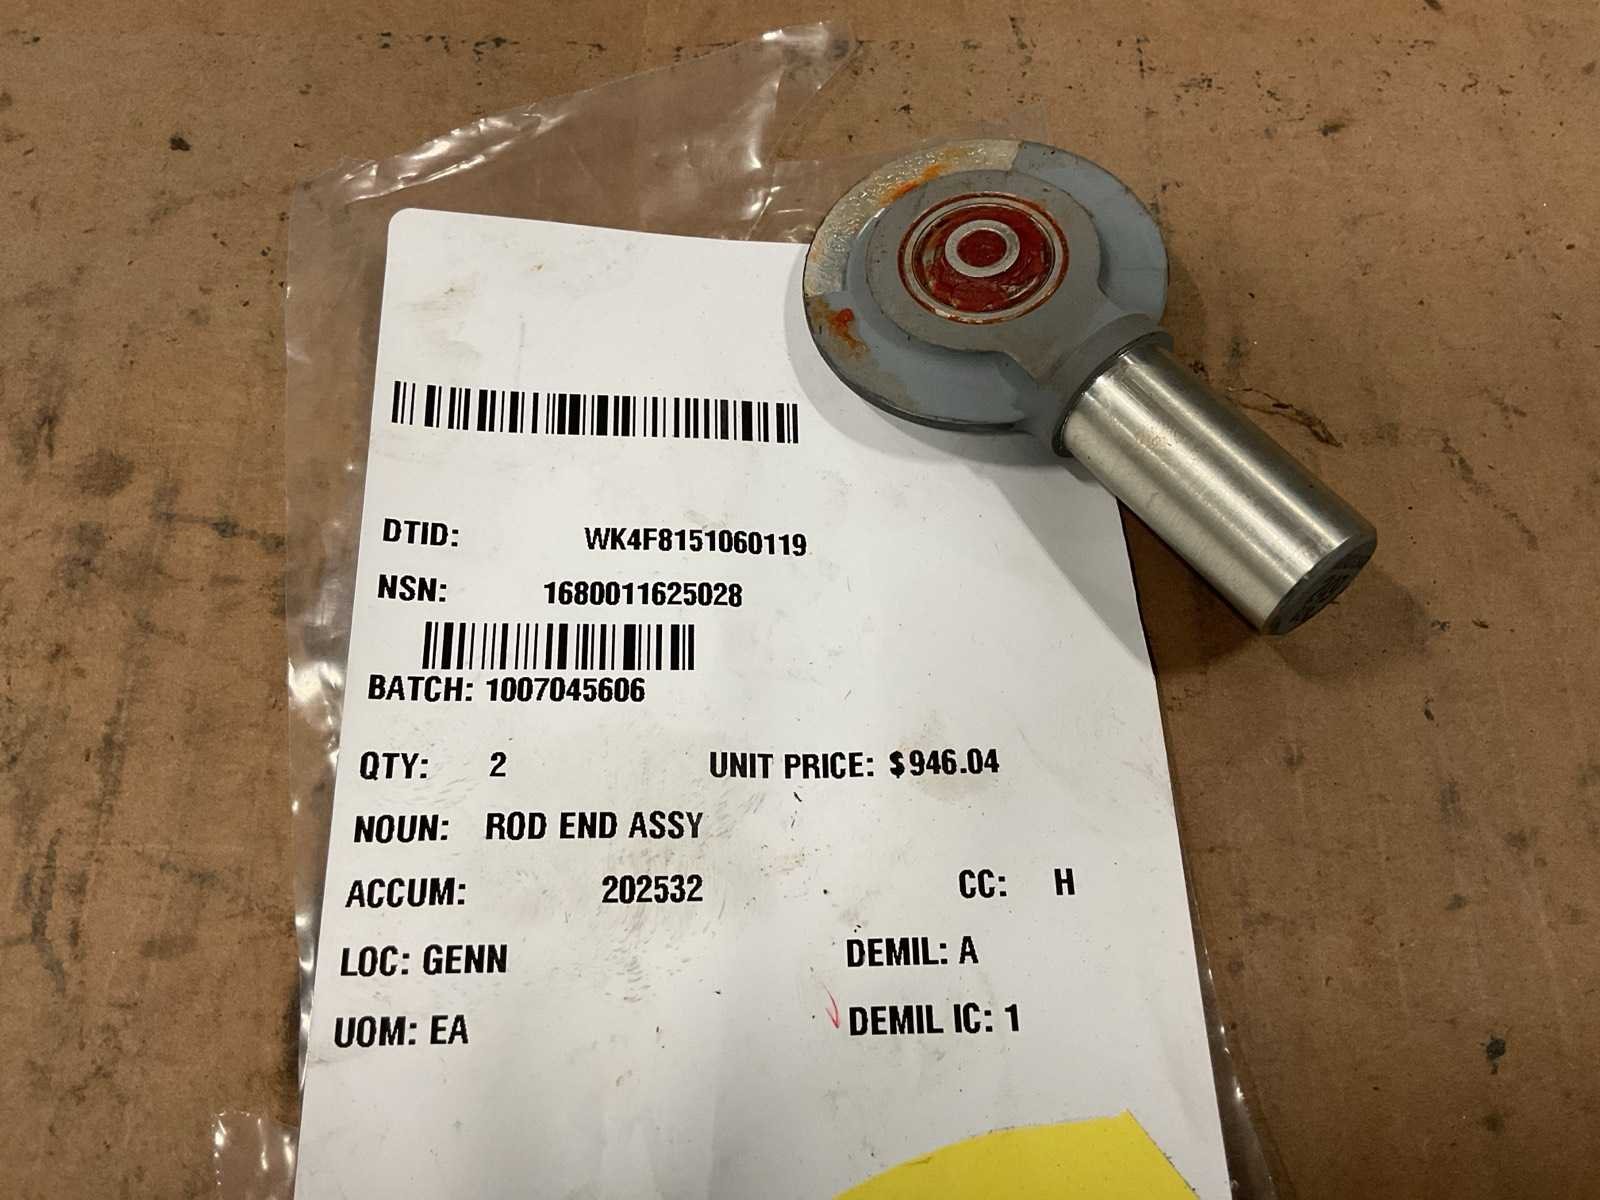 DTID: WK4F8151060119
NSN: 1680011625028
BATCH: 1007045606
QTY: 2 UNIT PRICE: $946.04
NOUN: ROD END ASSY
ACCUM: 202532 CC: H
LOC: GENN DEMIL: A
UOM: EA DEMIL IC: 1